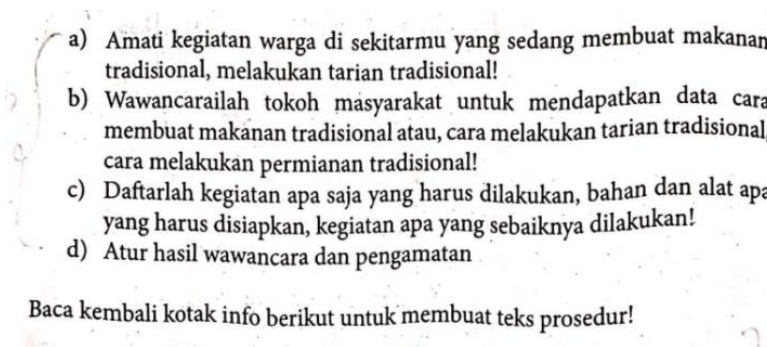 a) Amati kegiatan warga di sekitarmu yang sedang membuat makanan
tradisional, melakukan tarian tradisional!
b) Wawancarailah tokoh masyarakat untuk mendapatkan data cara
membuat makanan tradisional atau, cara melakukan tarian tradisional,
cara melakukan permianan tradisional!
c) Daftarlah kegiatan apa saja yang harus dilakukan, bahan dan alat apa
yang harus disiapkan, kegiatan apa yang sebaiknya dilakukan!
d) Atur hasil wawancara dan pengamatan
Baca kembali kotak info berikut untuk membuat teks prosedur!